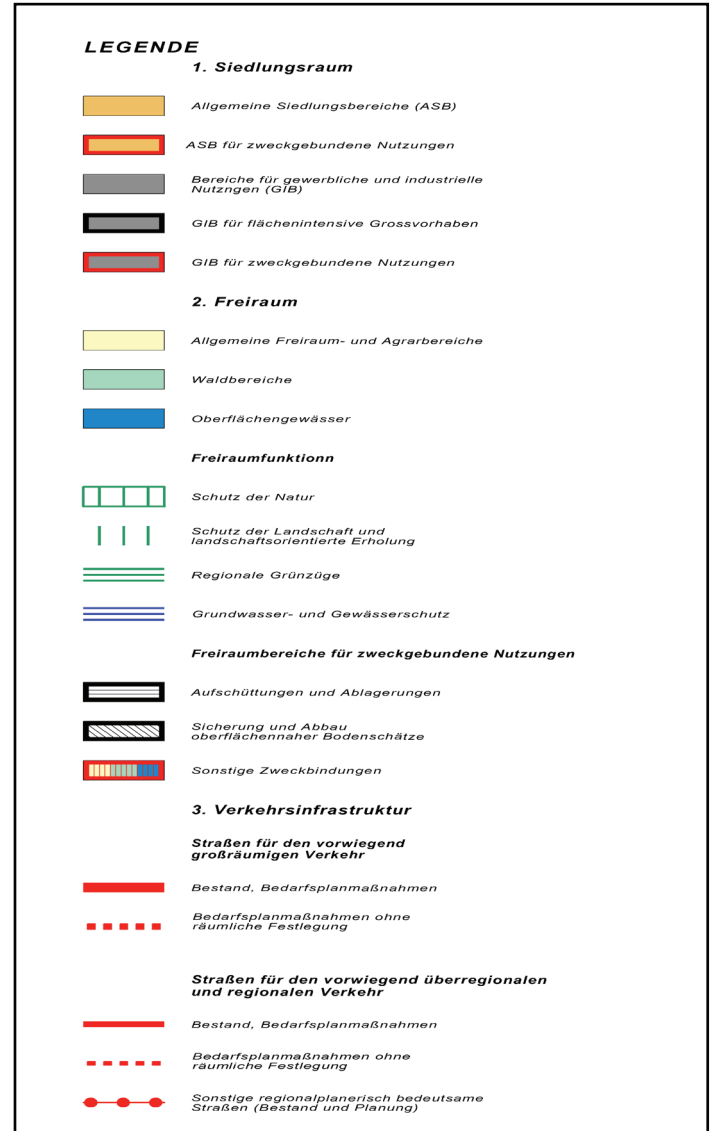 LEGENDE
1. Siedlungsraum
Allgemeine Siedlungsbereiche (ASB)
ASB für zweckgebundene Nutzungen
Bereiche für gewerbliche und industrielle
Nutzngen (GIB)
GIB für flächenintensive Grossvorhaben
GIB für zweckgebundene Nutzungen
2. Freiraum
Allgemeine Freiraum- und Agrarbereiche
Waldbereiche
Oberflächengewässer
Freiraumfunktionn
Schutz der Natur
Schutz der Landschaft und
landschaftsorientierte Erholung
Regionale Grünzüge
Grundwasser- und Gewässerschutz
Freiraumbereiche für zweckgebundene Nutzungen
Aufschüttungen und Ablagerungen
Sicherung und Abbau
oberflächennaher Bodenschätze
Sonstige Zweckbindungen
3. Verkehrsinfrastruktur
Straßen für den vorwiegend
großräumigen Verkehr
Bestand, Bedarfsplanmaßnahmen
Bedarfsplanmaßnahmen ohne
räumliche Festlegung
Straßen für den vorwiegend überregionalen
und regionalen Verkehr
Bestand, Bedarfsplanmaßnahmen
Bedarfsplanmaßnahmen ohne
räumliche Festlegung
Sonstige regionalplanerisch bedeutsame
Straßen (Bestand und Planung)